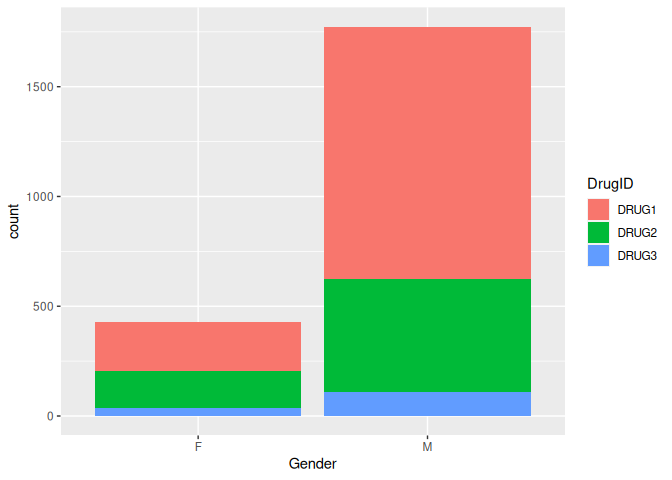 1500
1000
500
0
count
F
M
Gender
DrugID
DRUG1
DRUG2
DRUG3